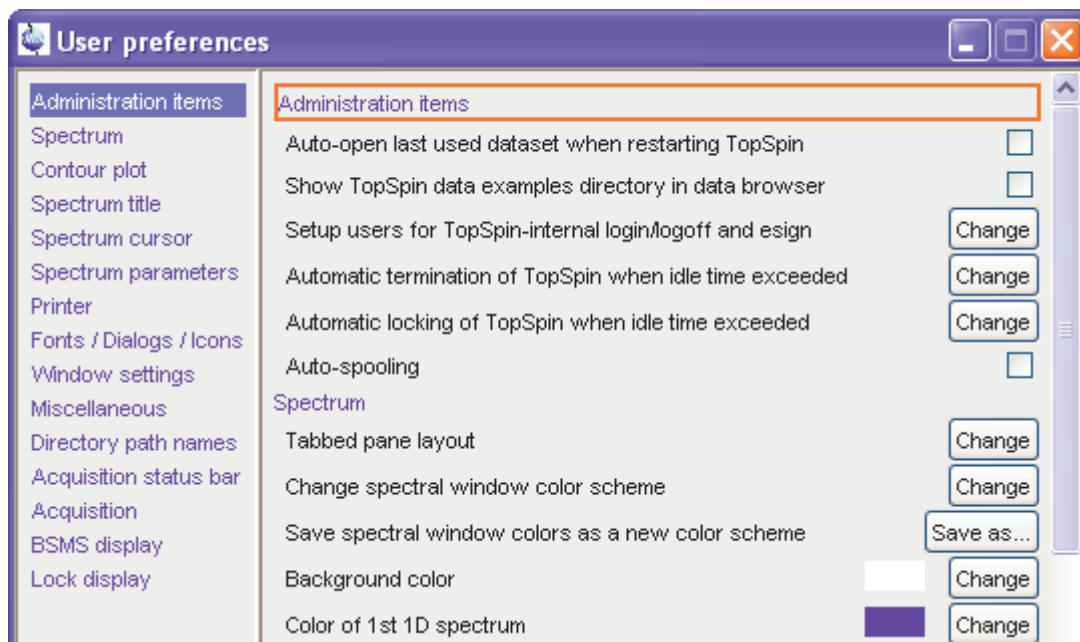 User preferences
Administration items
Spectrum
Contour plot
Spectrum title
Spectrum cursor
Spectrum parameters
Printer
Fonts / Dialogs / Icons
Window settings
Miscellaneous
Directory path names
Acquisition status bar
Acquisition
BSMS display
Lock display
Administration items
Auto-open last used dataset when restarting TopSpin
Show TopSpin data examples directory in data browser
Setup users for TopSpin-internal login/logoff and esign Change
Automatic termination of TopSpin when idle time exceeded Change
Automatic locking of TopSpin when idle time exceeded Change
Auto-spooling
Spectrum
Tabbed pane layout Change
Change spectral window color scheme Change
Save spectral window colors as a new color scheme Save as...
Background color Change
Color of 1st 1D spectrum Change